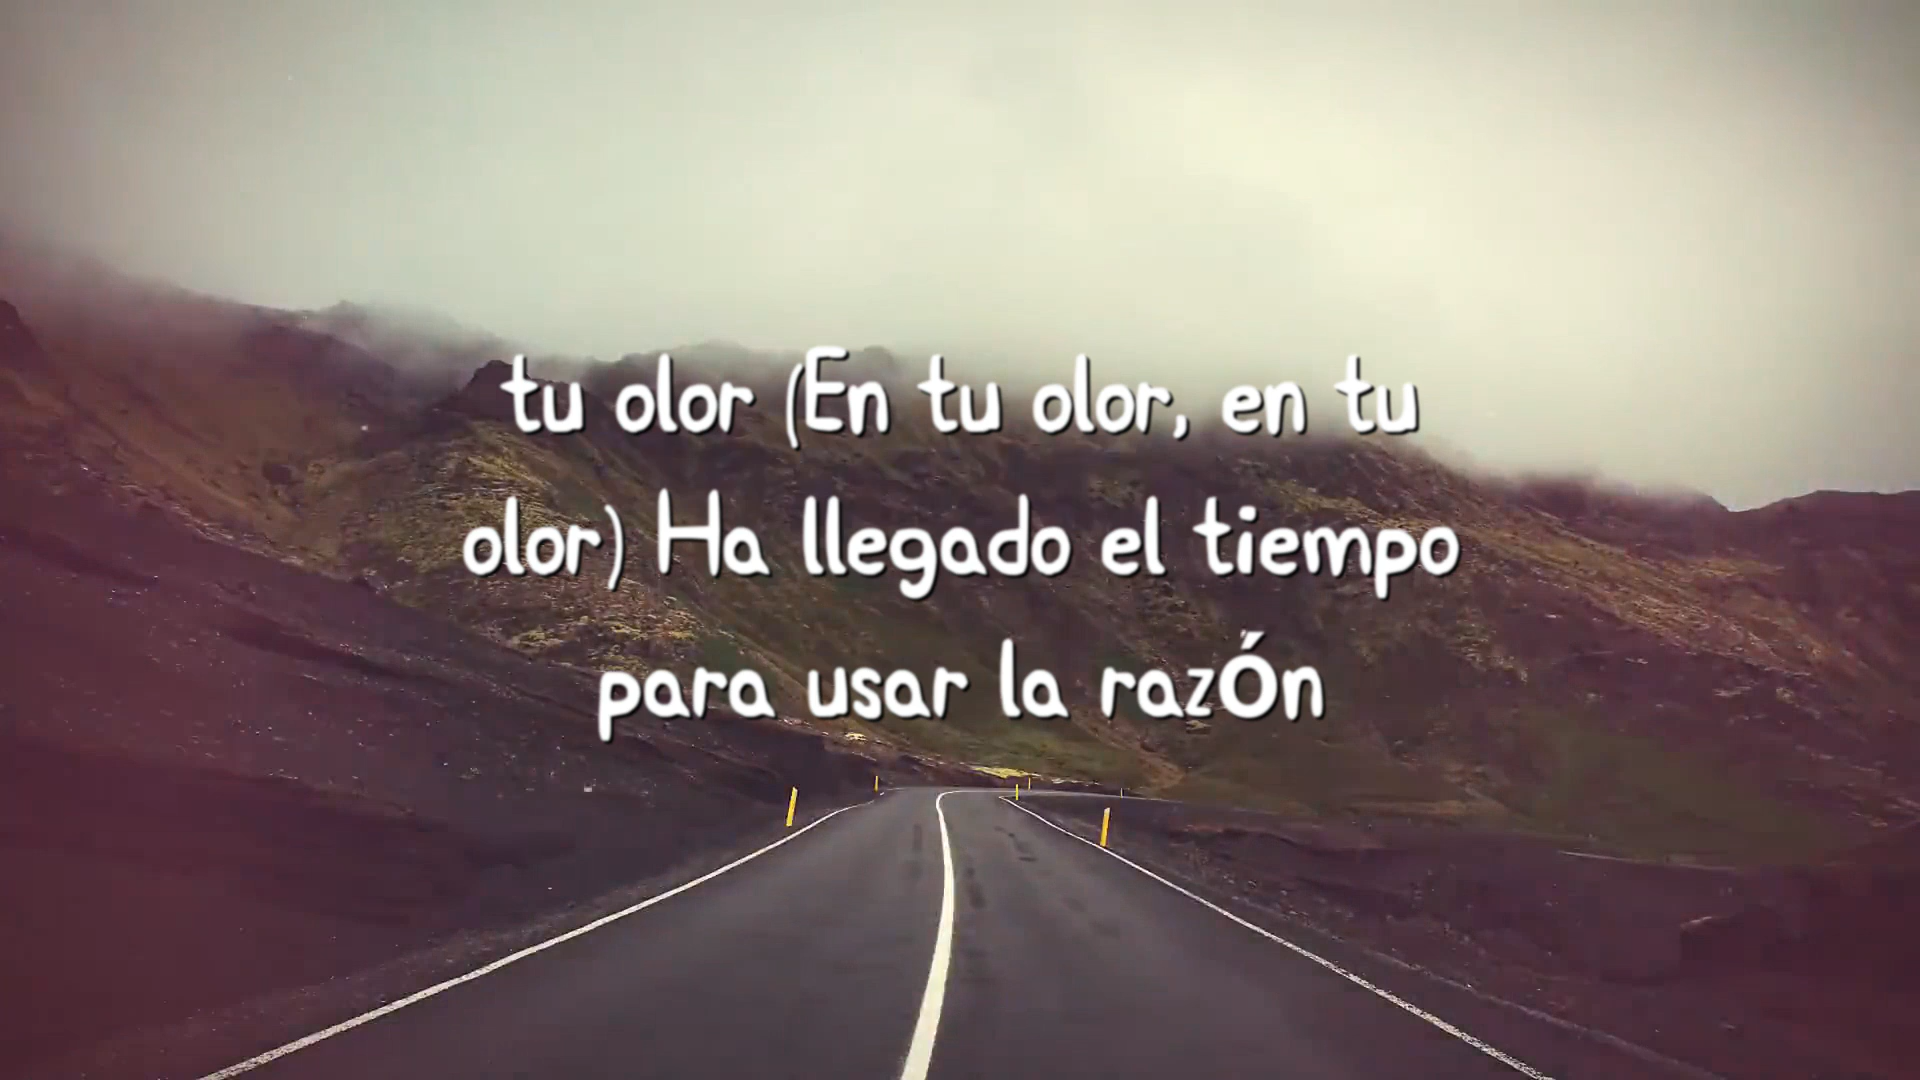 tu olor (En tu olor, en tu
olor) Ha llegado el tiempo
para usar la razón